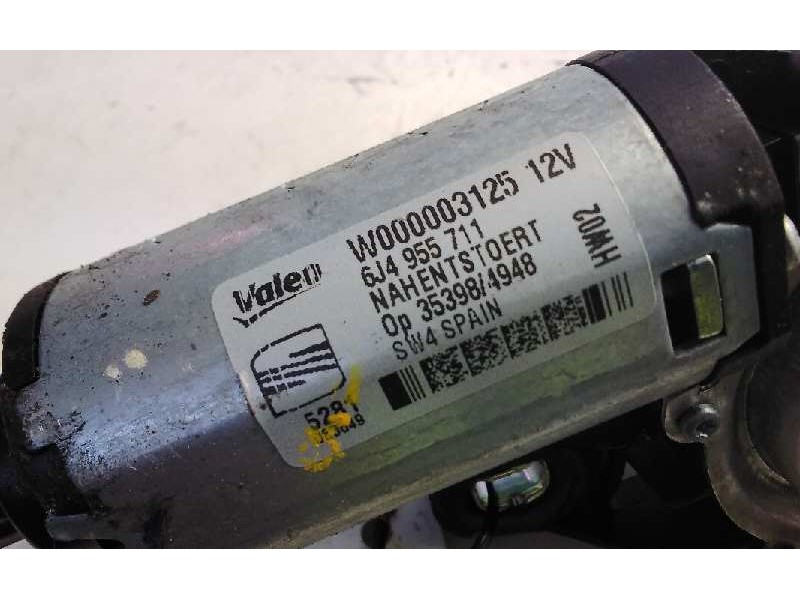 Valeo
W000003125 12V
6J4 955 711
NAHENTSTOERT
Op 35398/4948
SW4 SPAIN
HW02
5281